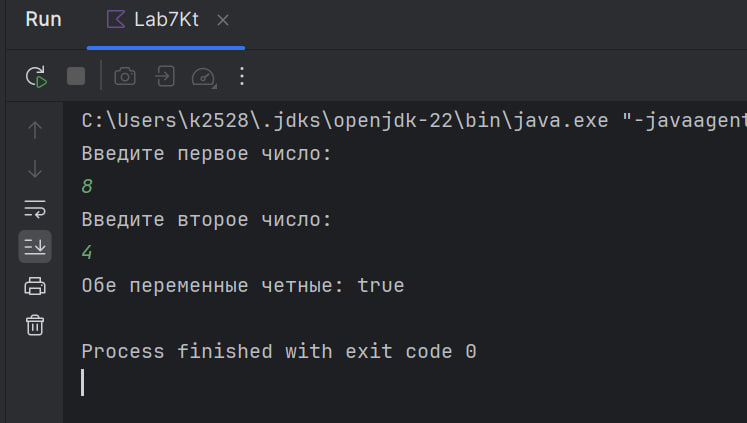 Run Lab7Kt
C:\Users\k2528\.jdks\openjdk-22\bin\java.exe "-javaagent
Введите первое число:
8
Введите второе число:
4
Обе переменные четные: true
Process finished with exit code 0